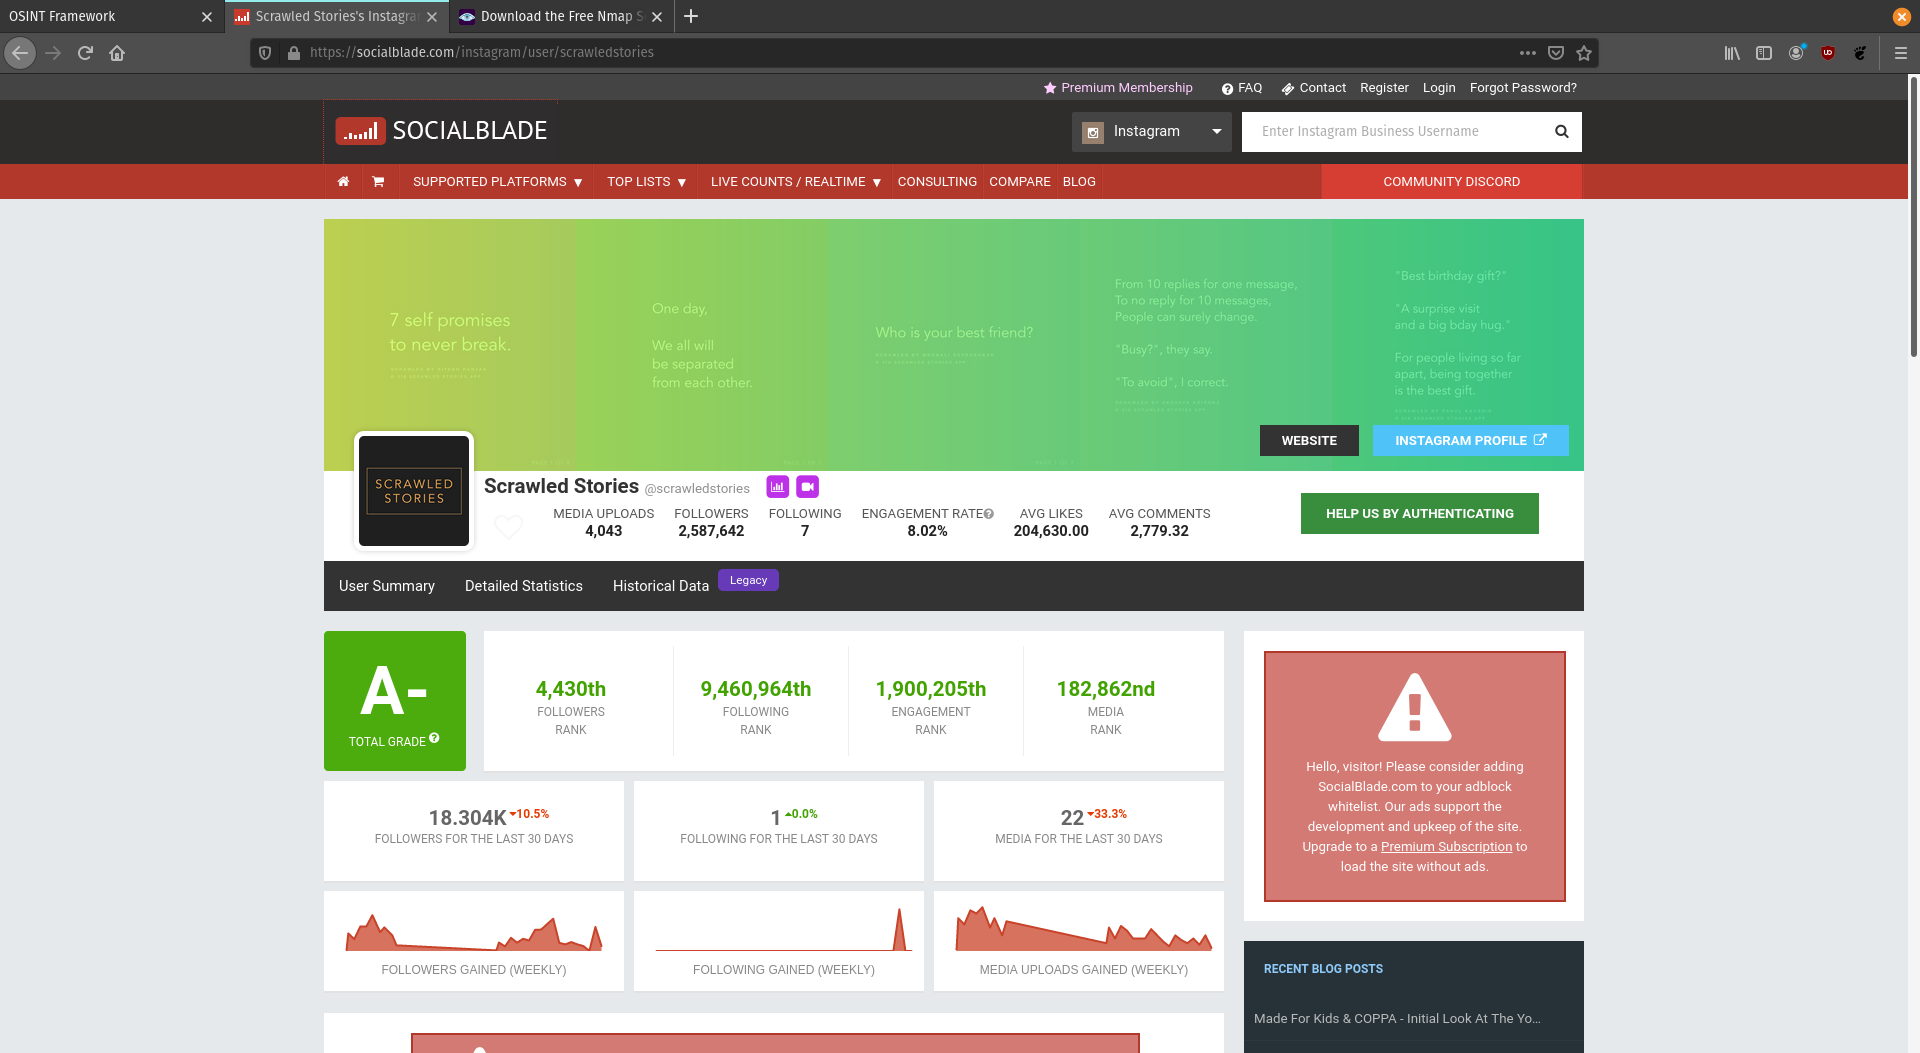 OSINT Framework
Scrawled Stories's Instagra
Download the Free Nmap S
https://socialblade.com/instagram/user/scrawledstories
Premium Membership
FAQ
Contact
Register
Login
Forgot Password?
SOCIALBLADE
Instagram
Enter Instagram Business Username
SUPPORTED PLATFORMS
TOP LISTS
LIVE COUNTS / REALTIME
CONSULTING
COMPARE
BLOG
COMMUNITY DISCORD
7 self promises
to never break.
One day,
We all will
be separated
from each other.
Who is your best friend?
From 10 replies for one message,
To no reply for 10 messages,
People can surely change.
"Busy?", they say.
"To avoid", I correct.
"Best birthday gift?"
"A surprise visit
and a big bday hug."
For people living so far
apart, being together
is the best gift.
WEBSITE
INSTAGRAM PROFILE
SCRAWLED
STORIES
Scrawled Stories @scrawledstories
MEDIA UPLOADS
4,043
FOLLOWERS
2,587,642
FOLLOWING
7
ENGAGEMENT RATE
8.02%
AVG LIKES
204,630.00
AVG COMMENTS
2,779.32
HELP US BY AUTHENTICATING
User Summary
Detailed Statistics
Historical Data
Legacy
A-
TOTAL GRADE
4,430th
FOLLOWERS
RANK
9,460,964th
FOLLOWING
RANK
1,900,205th
ENGAGEMENT
RANK
182,862nd
MEDIA
RANK
18.304K 10.5%
FOLLOWERS FOR THE LAST 30 DAYS
1 0.0%
FOLLOWING FOR THE LAST 30 DAYS
22 33.3%
MEDIA FOR THE LAST 30 DAYS
FOLLOWERS GAINED (WEEKLY)
FOLLOWING GAINED (WEEKLY)
MEDIA UPLOADS GAINED (WEEKLY)
Hello, visitor! Please consider adding
SocialBlade.com to your adblock
whitelist. Our ads support the
development and upkeep of the site.
Upgrade to a Premium Subscription to
load the site without ads.
RECENT BLOG POSTS
Made For Kids & COPPA - Initial Look At The Yo...